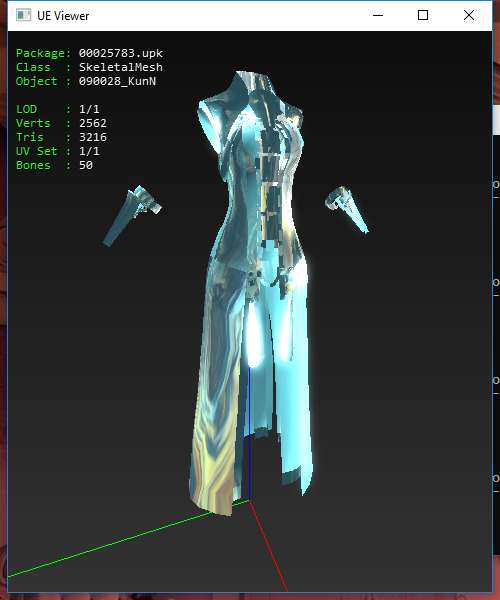 UE Viewer
Package: 00025783.upk
Class : SkeletalMesh
Object : 090028_KunN
LOD : 1/1
Verts : 2562
Tris : 3216
UV Set : 1/1
Bones : 50